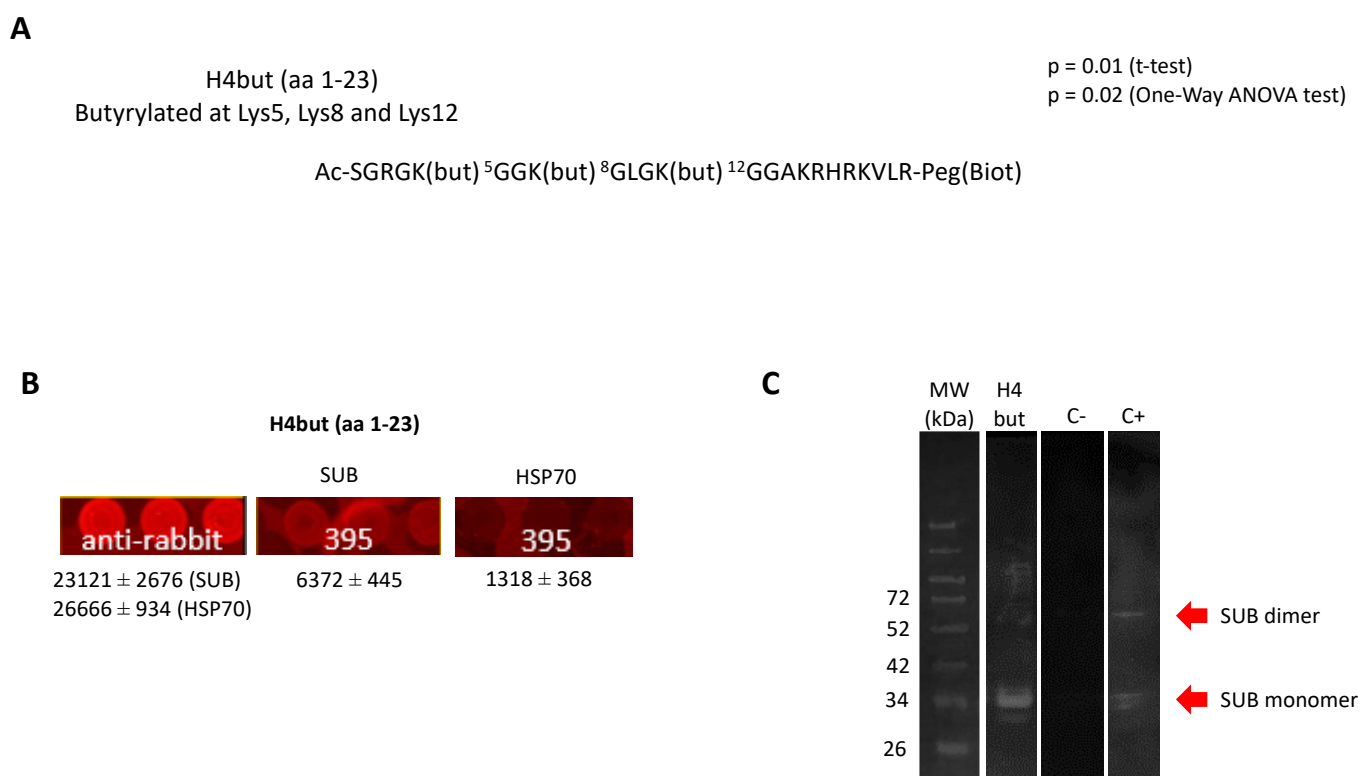 A
H4but (aa 1-23)
Butyrylated at Lys5, Lys8 and Lys12
p = 0.01 (t-test)
p = 0.02 (One-Way ANOVA test)
Ac-SGRGK(but) ⁵GGK(but) ⁸GLGK(but) ¹²GGAKRHRKVLR-Peg(Biot)
B
H4but (aa 1-23)
SUB
HSP70
anti-rabbit
395
395
23121 ± 2676 (SUB)
26666 ± 934 (HSP70)
6372 ± 445
1318 ± 368
C
MW
(kDa)
H4
but
C-
C+
72
52
42
34
26
SUB dimer
SUB monomer